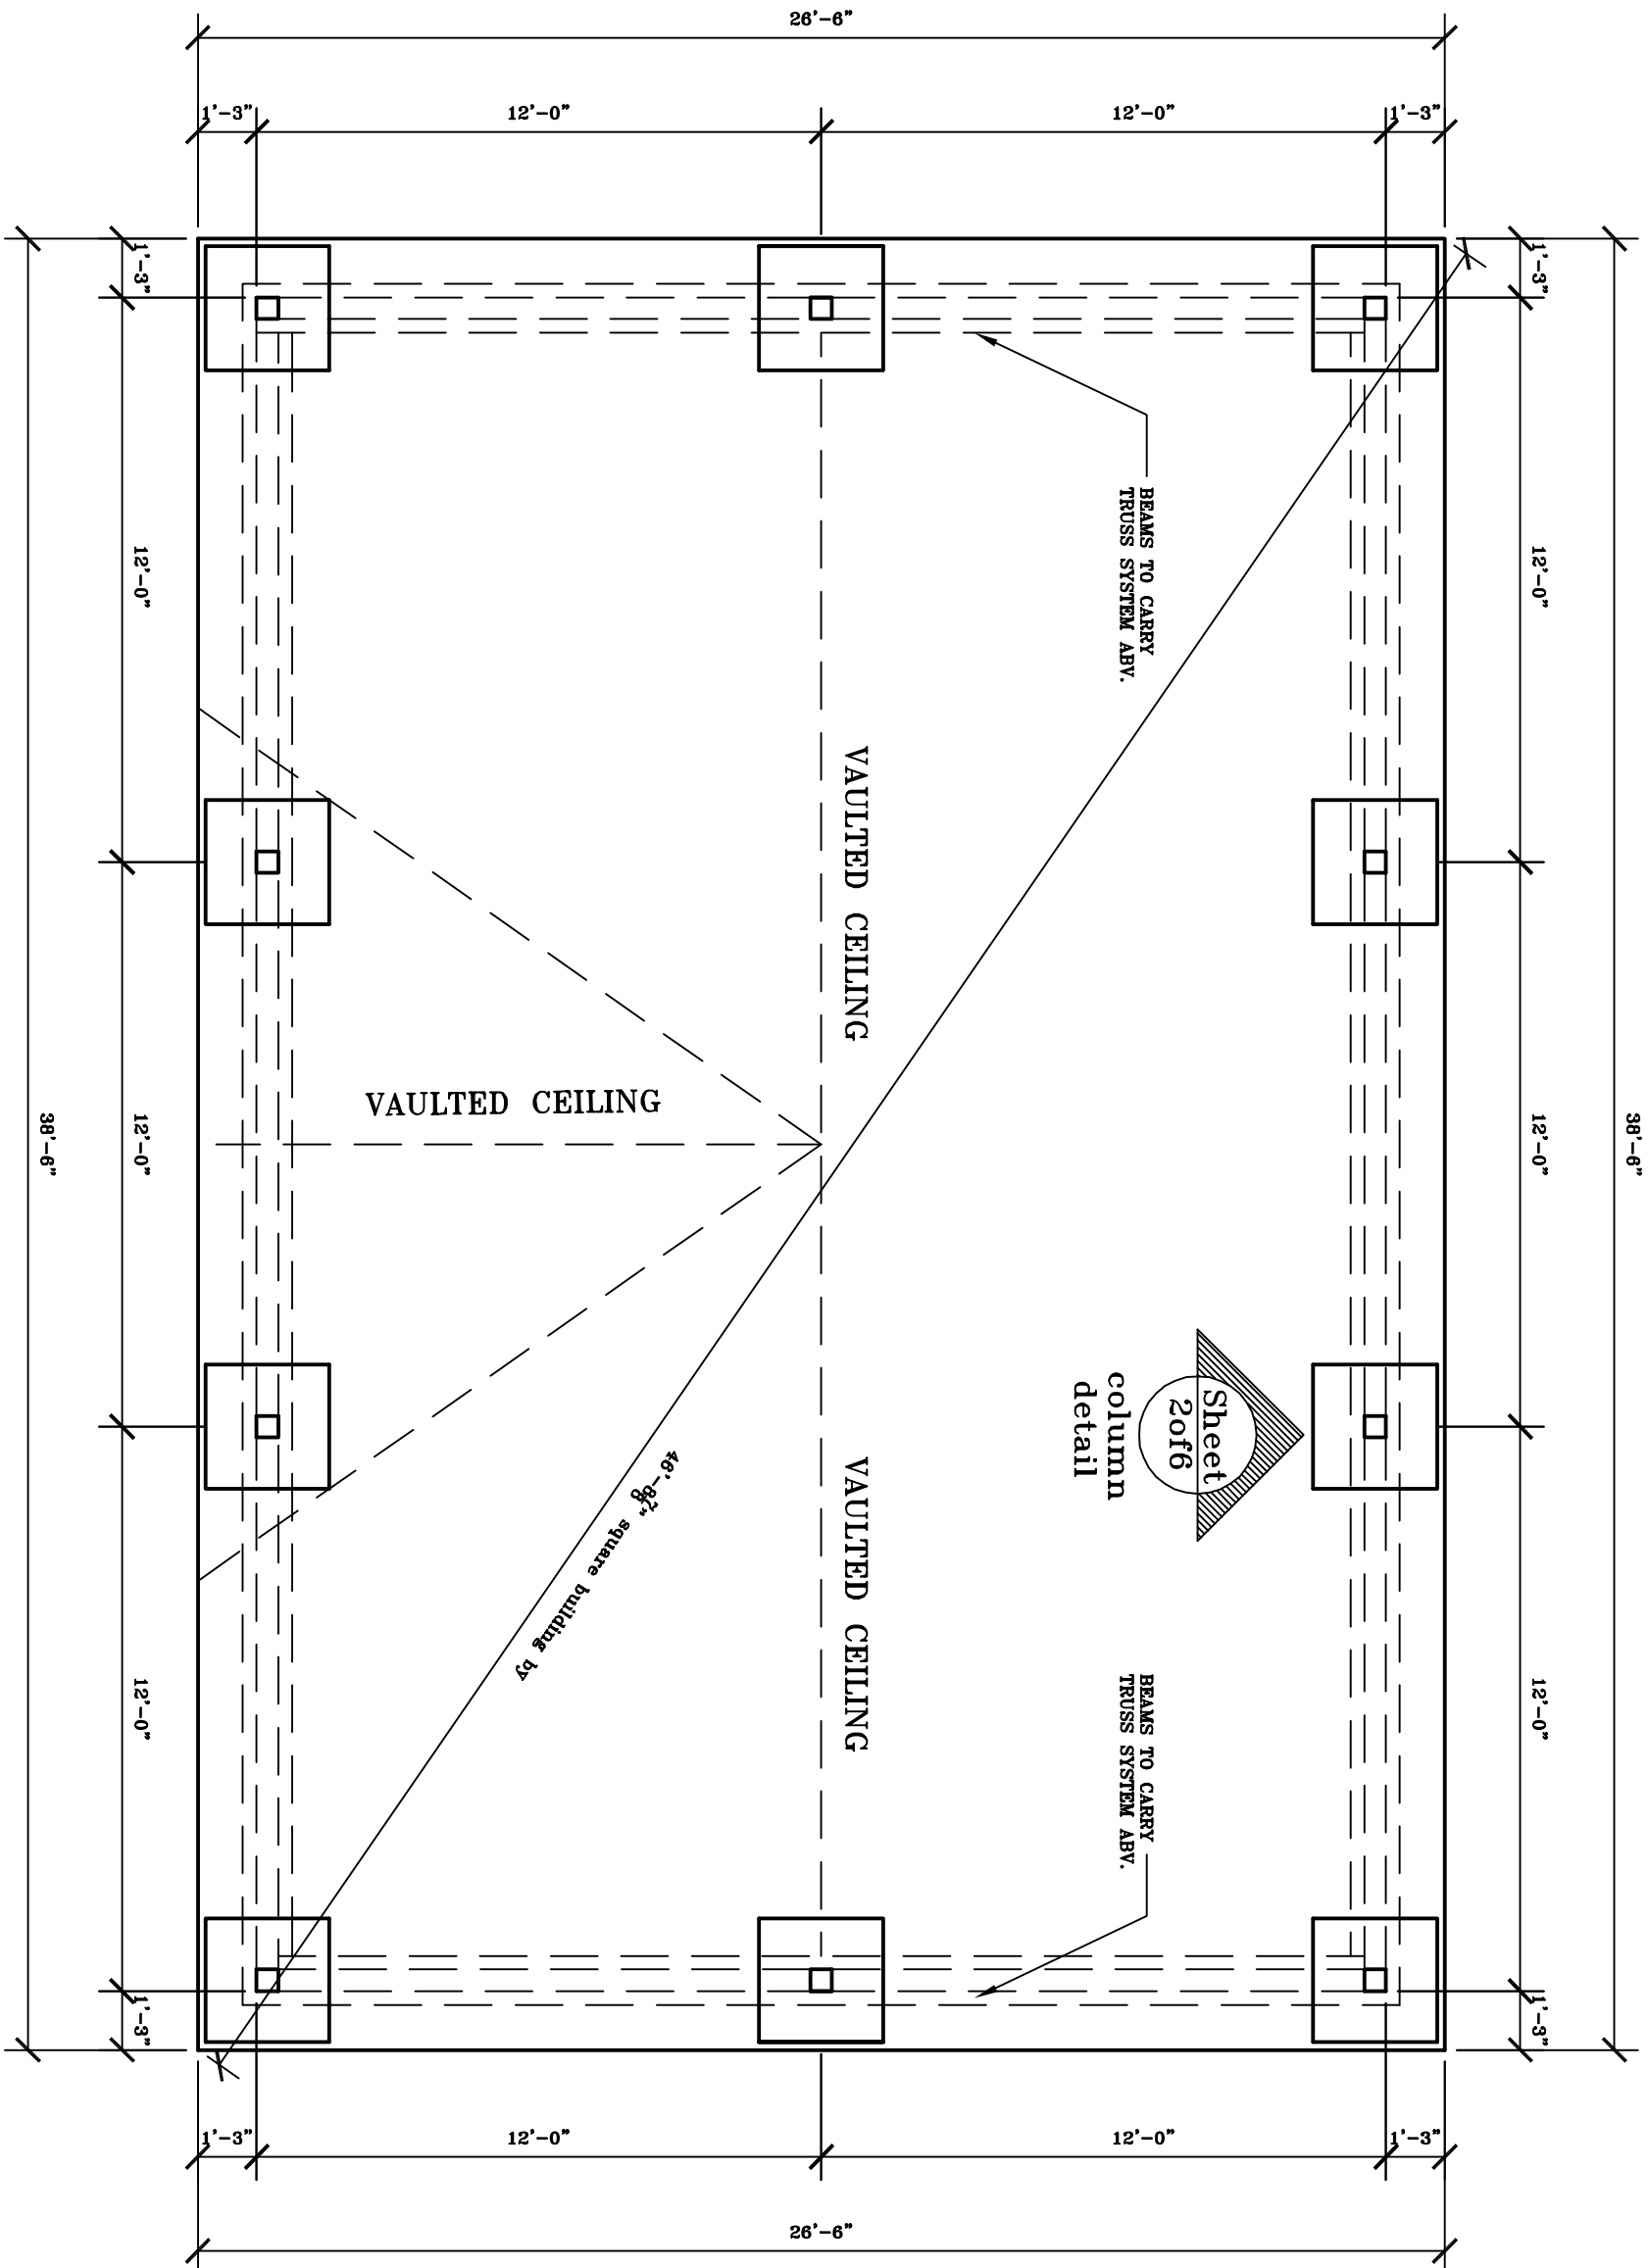 26'-6"
1'-3"
12'-0"
12'-0"
1'-3"
1'-3"
1'-3"
12'-0"
12'-0"
BEAMS TO CARRY
TRUSS SYSTEM ABV.
VAULTED CEILING
VAULTED CEILING
38'-6"
12'-0"
12'-0"
38'-6"
Sheet
2of6
column
detail
square building by
VAULTED CEILING
BEAMS TO CARRY
TRUSS SYSTEM ABV.
12'-0"
12'-0"
1'-3"
1'-3"
1'-3"
12'-0"
12'-0"
1'-3"
26'-6"